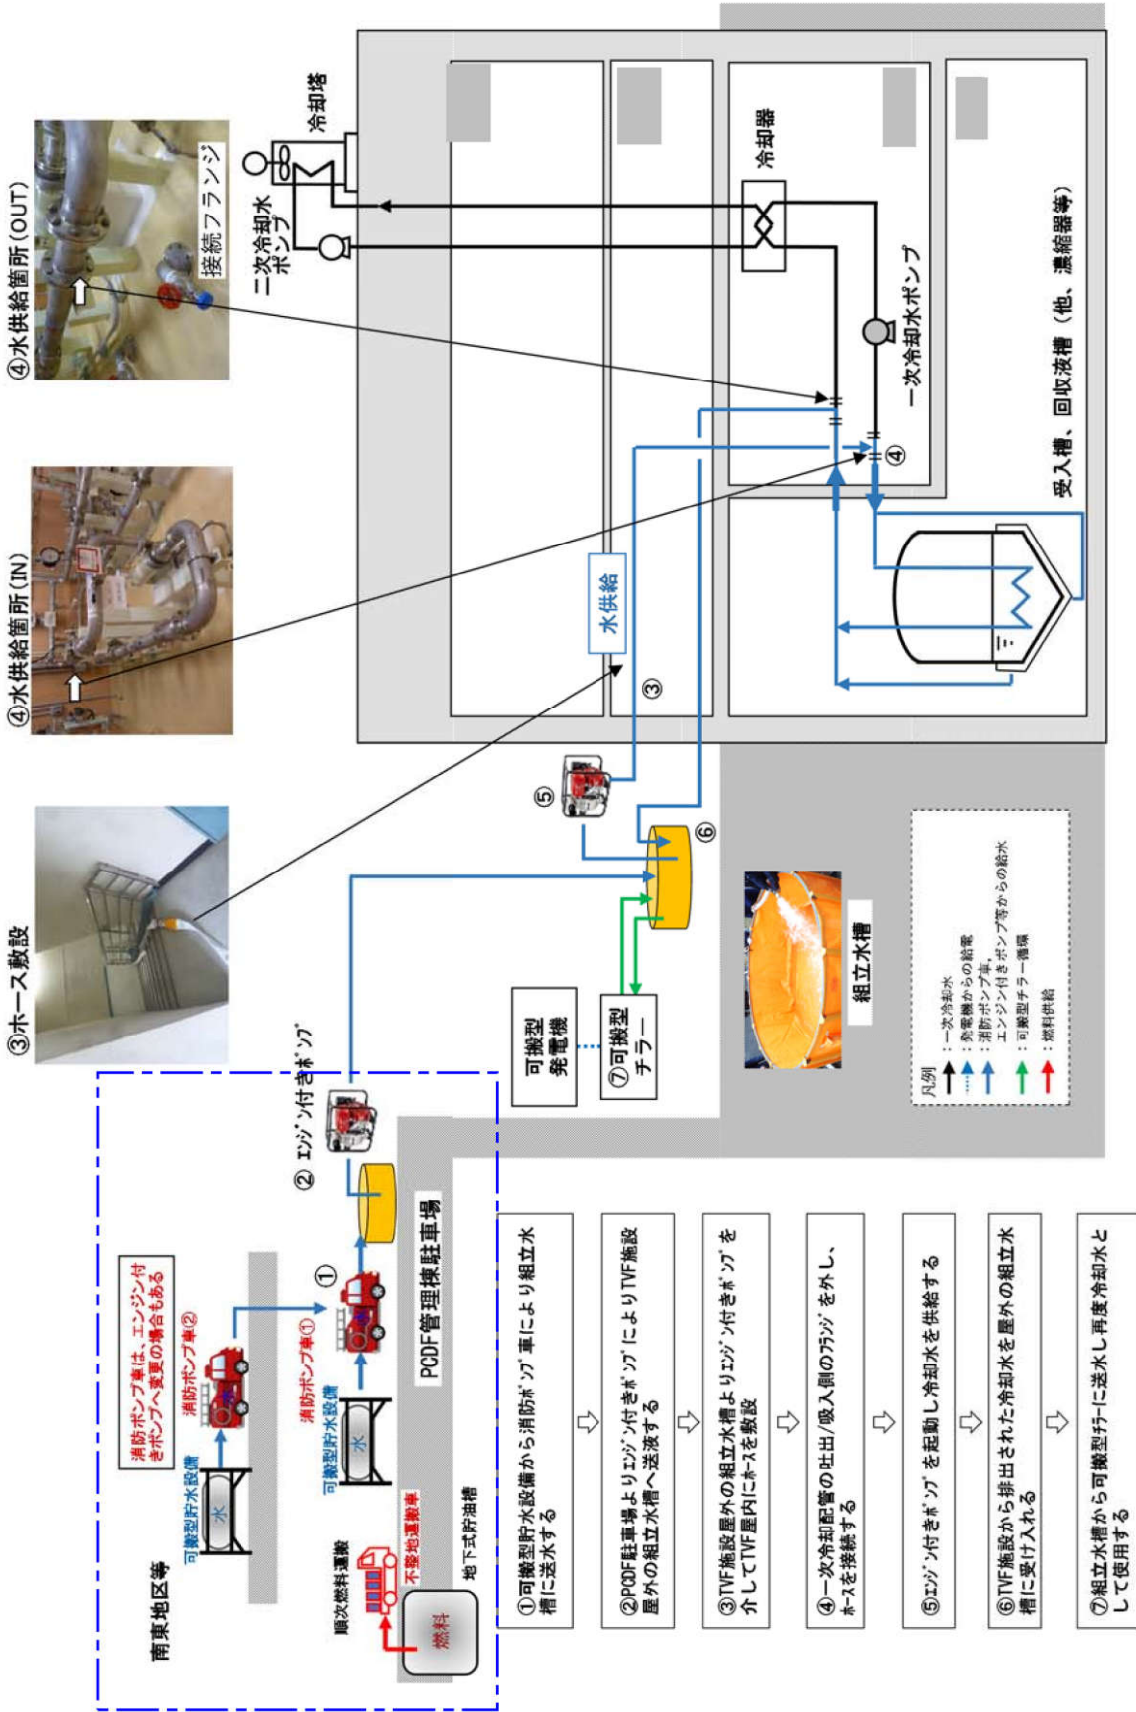 南東地区等
可搬型貯水設備
水
消防ポンプ車②
消防ポンプ車は、エンジン付
きポンプへ変更の場合もある
順次燃料運搬
不整地運搬車
燃料
地下式貯油槽
可搬型貯水設備
水
消防ポンプ車①
①
PCDF管理棟駐車場
② エンジン付きポンプ
③ホース敷設
④水供給箇所(IN)
④水供給箇所(OUT)
接続フランジ
可搬型
発電機
⑦可搬型
チラー
⑤
⑥
③
水供給
④
二次冷却水
ポンプ
冷却塔
冷却器
一次冷却水ポンプ
受入槽、回収液槽（他、濃縮器等）
組立水槽
凡例
：一次冷却水
：発電機からの給電
：消防ポンプ車,
エンジン付きポンプ等からの給水
：可搬型チラー循環
：燃料供給
①可搬型貯水設備から消防ポンプ車により組立水
槽に送水する
②PCDF駐車場よりエンジン付きポンプによりTVF施設
屋外の組立水槽へ送液する
③TVF施設屋外の組立水槽よりエンジン付きポンプを
介してTVF屋内にホースを敷設
④一次冷却配管の吐出/吸入側のフランジを外し、
ホースを接続する
⑤エンジン付きポンプを起動し冷却水を供給する
⑥TVF施設から排出された冷却水を屋外の組立水
槽に受け入れる
⑦組立水槽から可搬型チラーに送水し再度冷却水と
して使用する